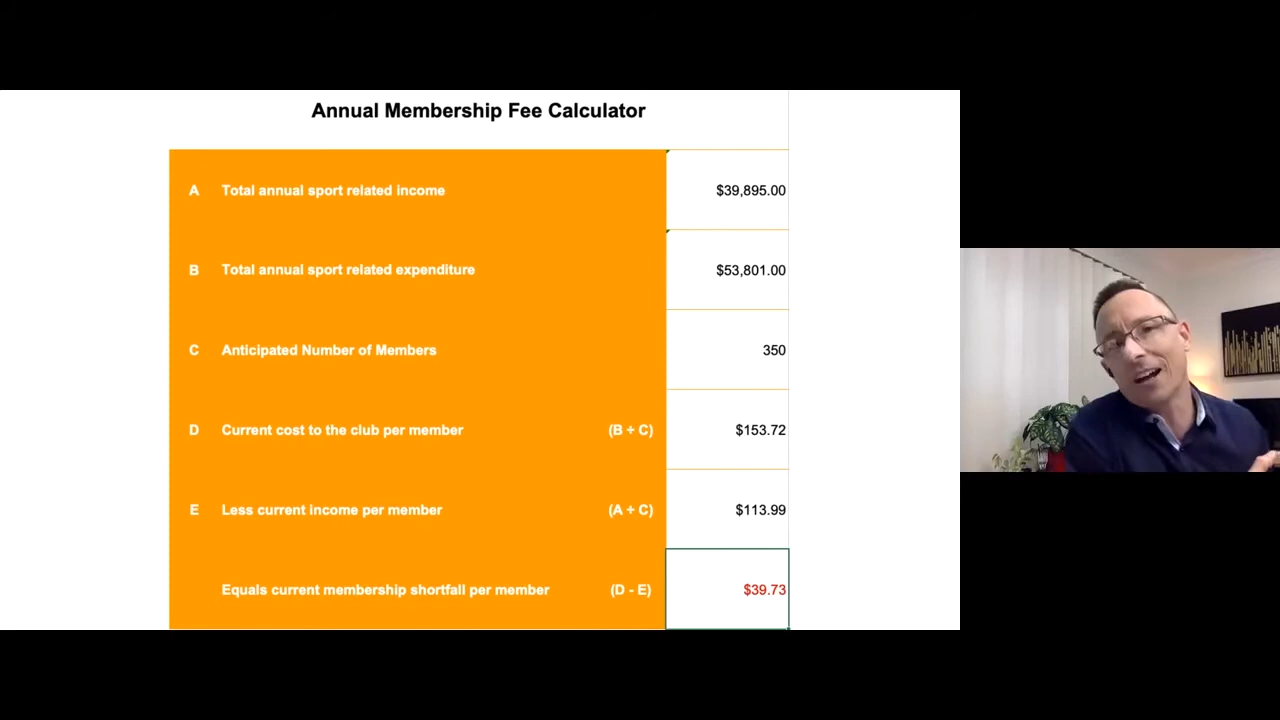 Annual Membership Fee Calculator
A Total annual sport related income $39,895.00
B Total annual sport related expenditure $53,801.00
C Anticipated Number of Members 350
D Current cost to the club per member (B + C) $153.72
E Less current income per member (A + C) $113.99
Equals current membership shortfall per member (D - E) $39.73